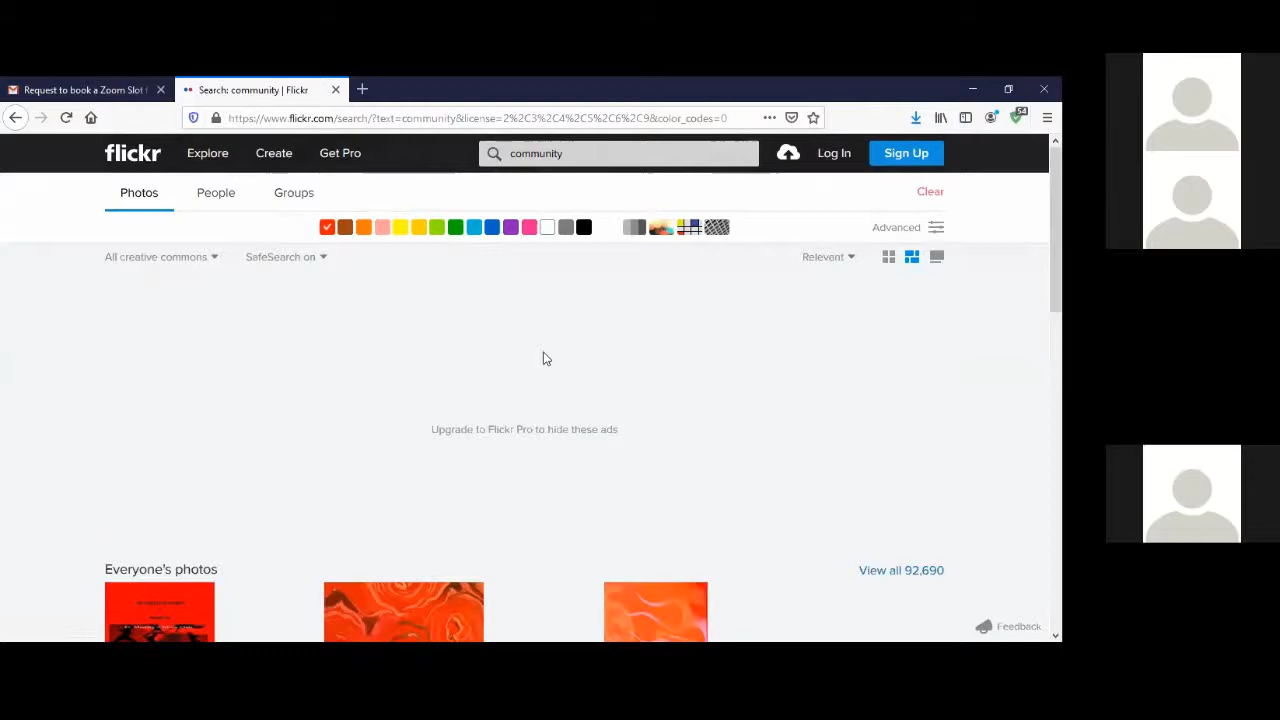 Request to book a Zoom Slot
Search: community | Flickr
https://www.flickr.com/search/?text=community&license=2%2C3%2C4%2C5%2C6%2C9&color_codes=0
54
flickr
Explore
Create
Get Pro
community
Log In
Sign Up
Photos
People
Groups
Clear
Advanced
All creative commons
SafeSearch on
Relevant
Upgrade to Flickr Pro to hide these ads
Everyone's photos
View all 92,690
Feedback